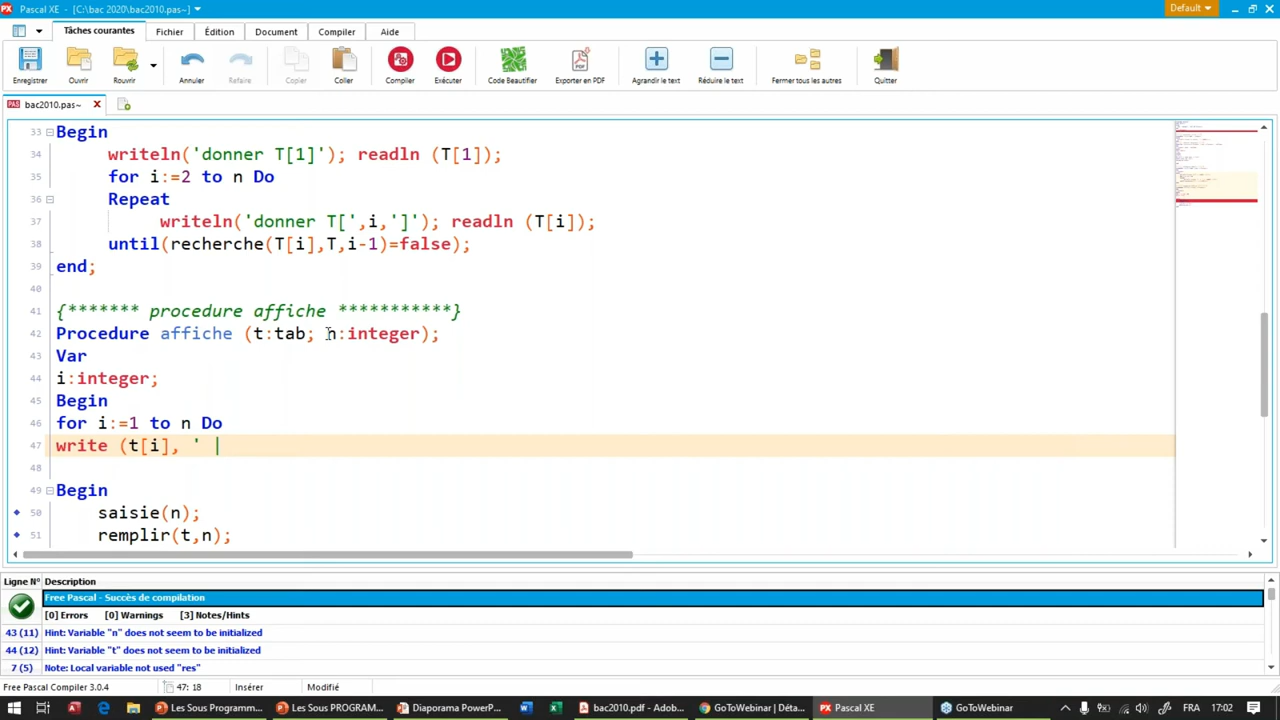 PX Pascal XE - [C:\bac 2020\bac2010.pas~] Default
Tâches courantes Fichier Édition Document Compiler Aide
Enregistrer Ouvrir Rouvrir Annuler Refaire Copier Coller Compiler Exécuter Code Beautifier Exporter en PDF Agrandir le text Réduire le text Fermer tous les autres Quitter
PAS bac2010.pas~
33 Begin
34 writeln('donner T[1]'); readln (T[1]);
35 for i:=2 to n Do
36 Repeat
37 writeln('donner T[',i,']'); readln (T[i]);
38 until(recherche(T[i],T,i-1)=false);
39 end;
40
41 {******* procedure affiche ***********}
42 Procedure affiche (t:tab; n:integer);
43 Var
44 i:integer;
45 Begin
46 for i:=1 to n Do
47 write (t[i], '
48
49 Begin
50 saisie(n);
51 remplir(t,n);
Ligne N° Description
Free Pascal - Succès de compilation
[0] Errors [0] Warnings [3] Notes/Hints
43 (11) Hint: Variable "n" does not seem to be initialized
44 (12) Hint: Variable "t" does not seem to be initialized
7 (5) Note: Local variable not used "res"
Free Pascal Compiler 3.0.4 47: 18 Insérer Modifié
Les Sous Programm... Les Sous PROGRAM... Diaporama PowerP... bac2010.pdf - Adob... GoToWebinar | Déta... PX Pascal XE GoToWebinar FRA 17:02